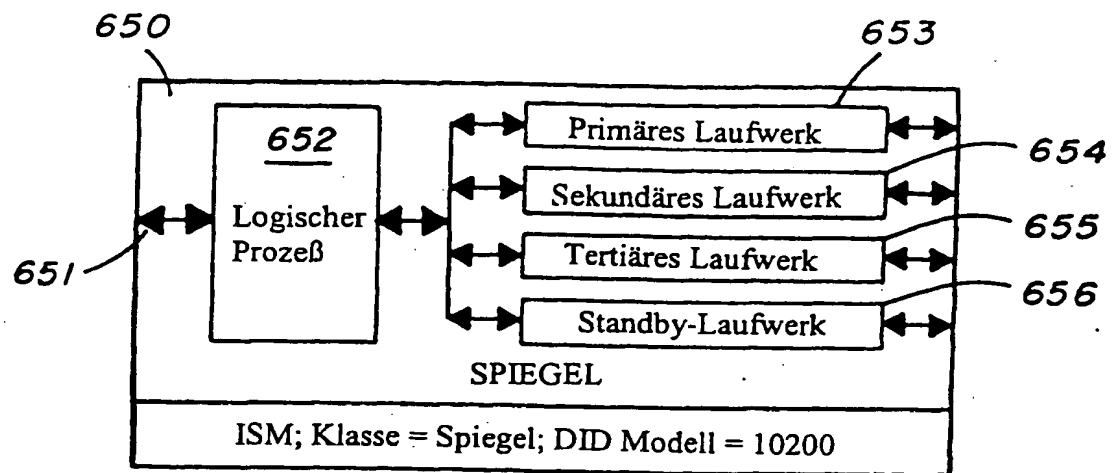 650
653
652
Primäres Laufwerk
654
Sekundäres Laufwerk
Logischer
Prozeß
655
Tertiäres Laufwerk
651
656
Standby-Laufwerk
SPIEGEL
ISM; Klasse = Spiegel; DID Modell = 10200